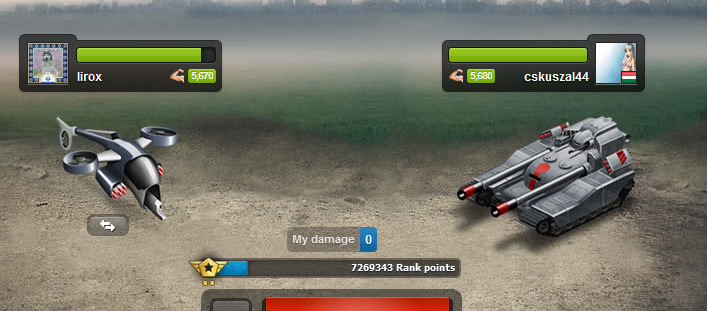 lirox
5,670
5,680
cskuszal44
My damage 0
7269343 Rank points